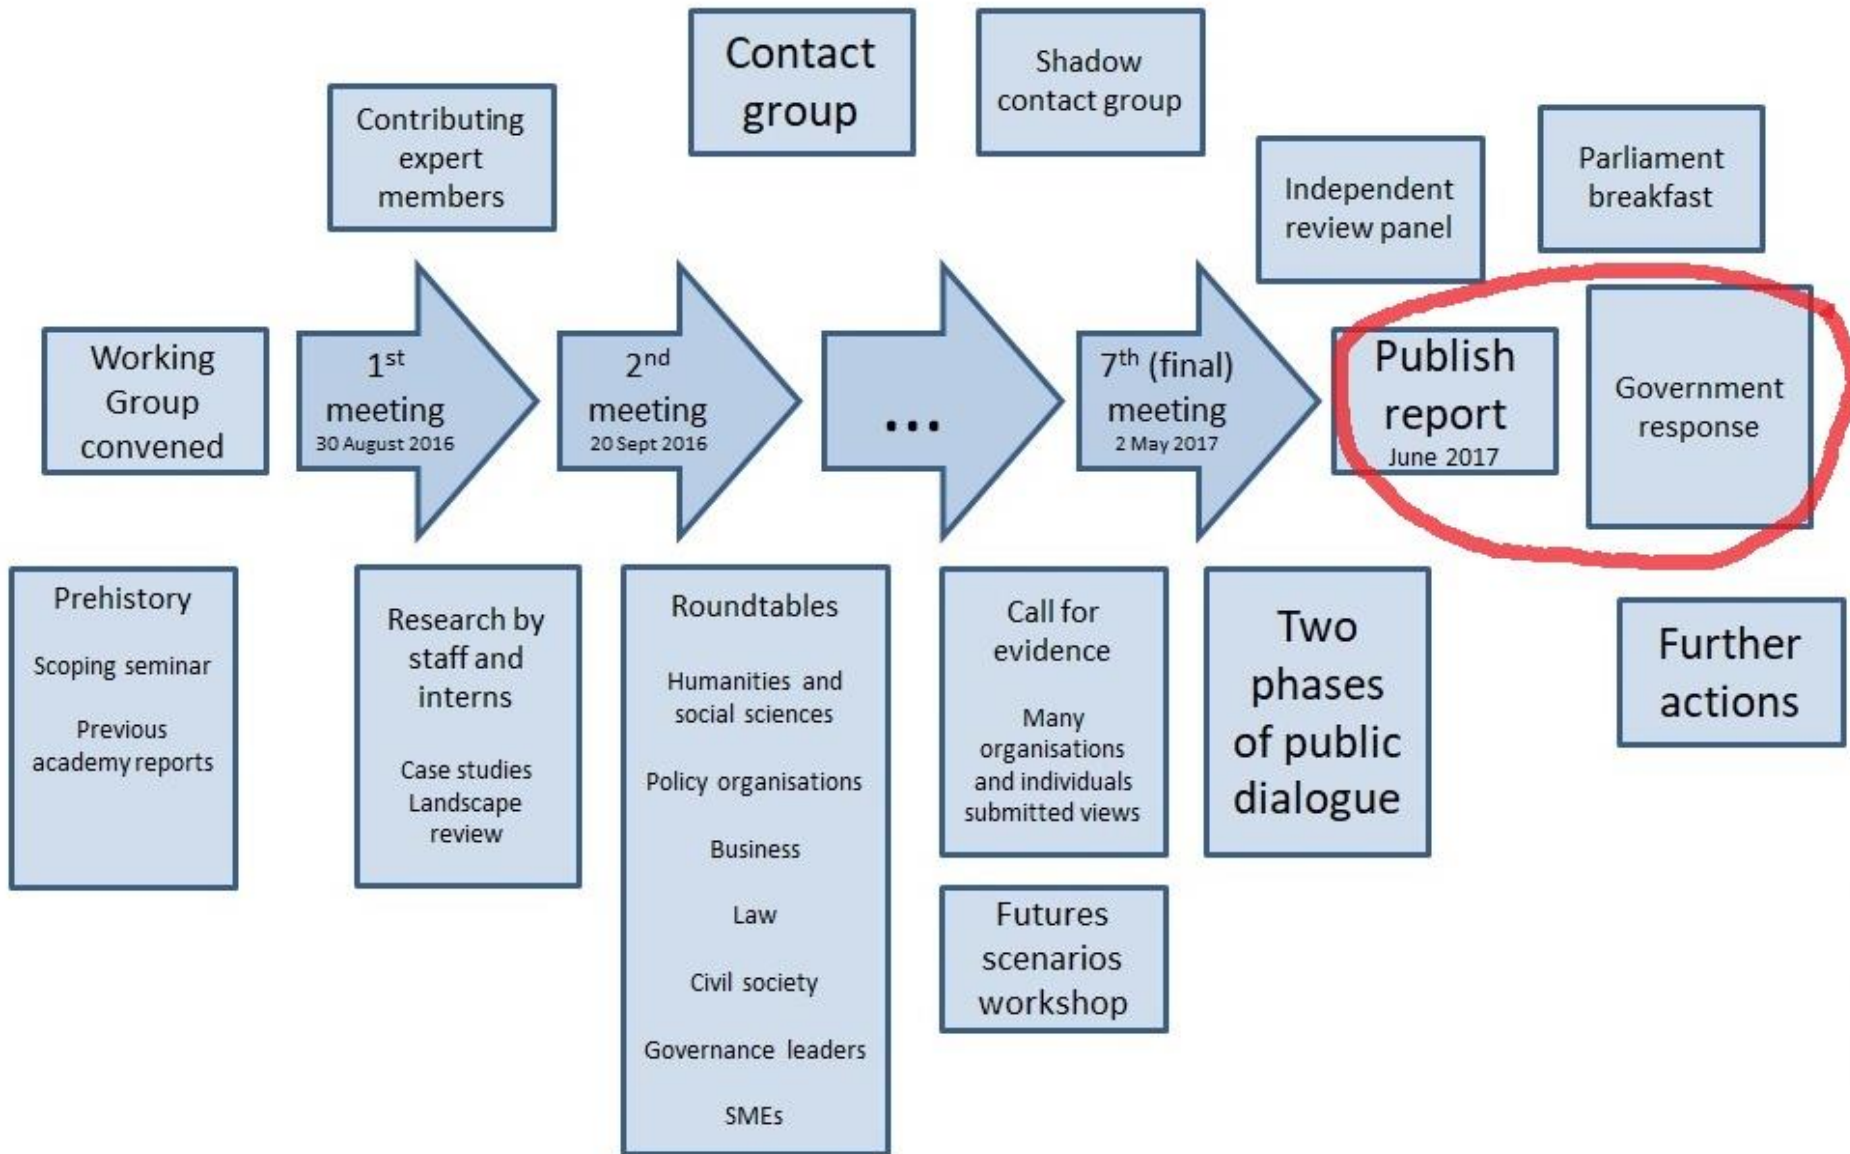 Contact
group
Shadow
contact group
Contributing
expert
members
Parliament
breakfast
Independent
review panel
Working
Group
convened
1st
meeting
30 August 2016
2nd
meeting
20 Sept 2016
...
7th (final)
meeting
2 May 2017
Publish
report
June 2017
Government
response
Prehistory
Scoping seminar
Previous
academy reports
Research by
staff and
interns
Case studies
Landscape
review
Roundtables
Humanities and
social sciences
Policy organisations
Business
Law
Civil society
Governance leaders
SMEs
Call for
evidence
Many
organisations
and individuals
submitted views
Futures
scenarios
workshop
Two
phases
of public
dialogue
Further
actions